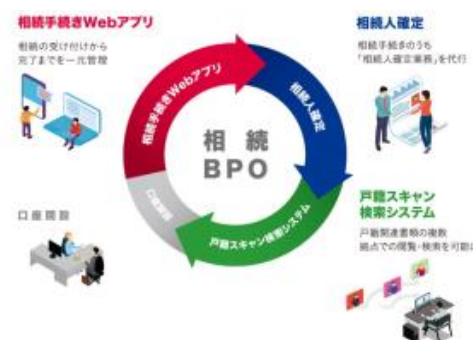 相続手続きWebアプリ
相続の受け付けから
完了までを一元管理
相続人確定
相続手続きのうち
「相続人確定業務」を代行
相続手続きWebアプリ
相続人確定
相続
BPO
口座開設
戸籍スキャン検索システム
口座開設
戸籍スキャン
検索システム
戸籍関連書類の複数
拠点での閲覧・検索を可能に